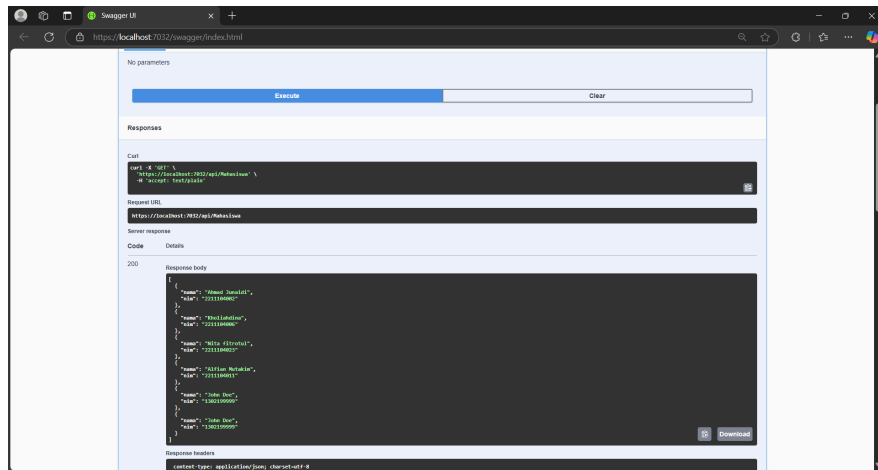 Swagger UI
https://localhost:7032/swagger/index.html
No parameters
Execute
Clear
Responses
Curl
curl -X 'GET' \
'https://localhost:7032/api/Mahasiswa' \
-H 'accept: text/plain'
Request URL
https://localhost:7032/api/Mahasiswa
Server response
Code Details
200
Response body
[
{
"nama": "Ahmad Junaidi",
"nim": "2211104002"
},
{
"nama": "Kholiahdina",
"nim": "2211104006"
},
{
"nama": "Nita fitrotul",
"nim": "2211104023"
},
{
"nama": "Alfian Mutakim",
"nim": "2211104011"
},
{
"nama": "John Doe",
"nim": "1302199999"
},
{
"nama": "John Doe",
"nim": "1302199999"
}
]
Download
Response headers
content-type: application/json; charset=utf-8